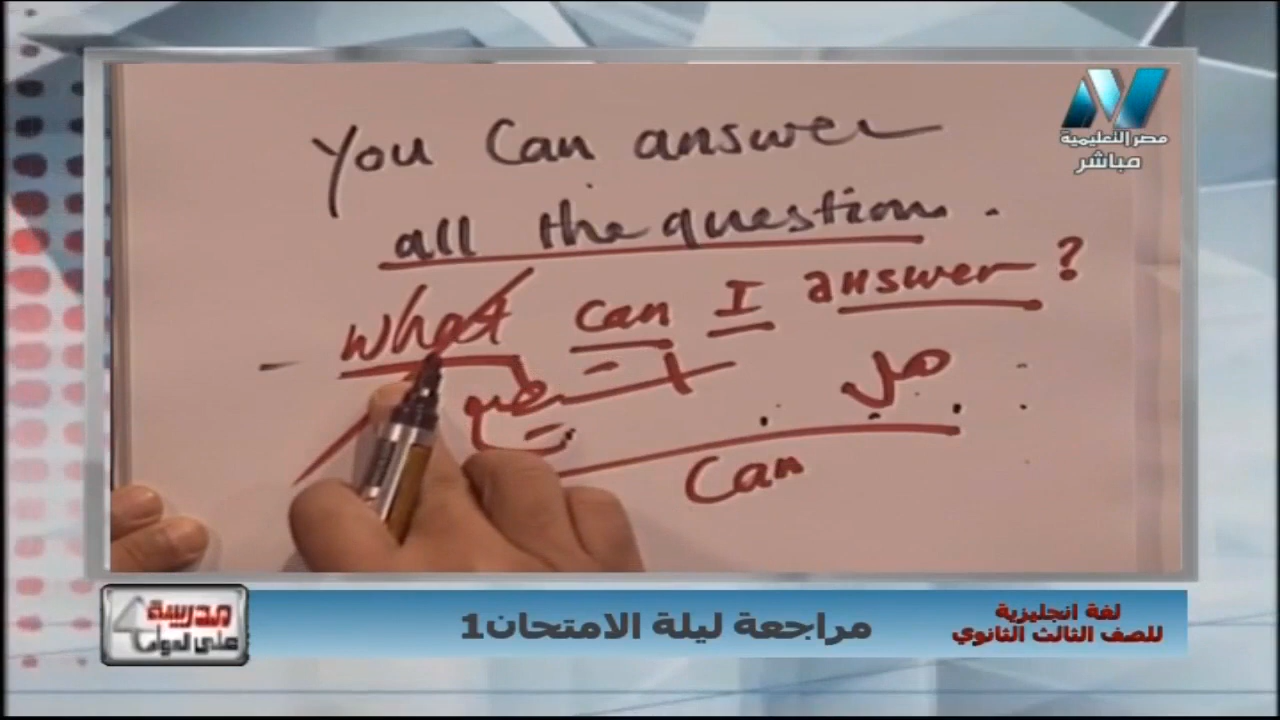 مصر التعليمية
مباشر
You can answer
all the question.
What can I answer?
هل استطيع
Can
مدرسة
على الهواء
مراجعة ليلة الامتحان1
لغة انجليزية
للصف الثالث الثانوي